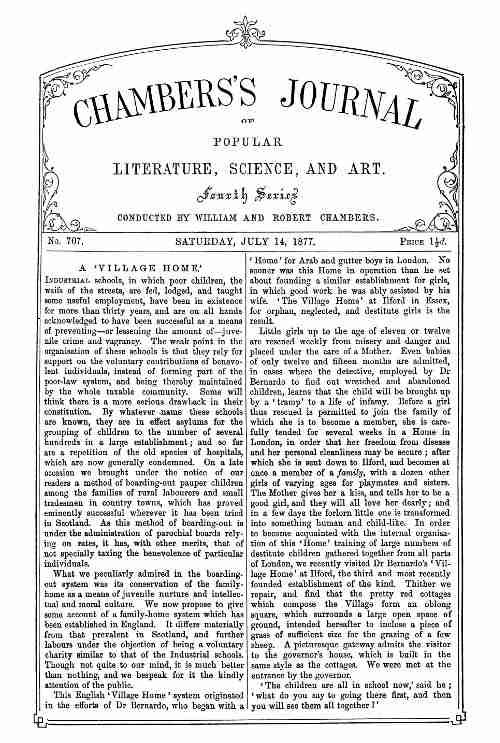 CHAMBERS'S JOURNAL
OF
POPULAR
LITERATURE, SCIENCE, AND ART.
Fourth Series
CONDUCTED BY WILLIAM AND ROBERT CHAMBERS.
No. 707.
SATURDAY, JULY 14, 1877.
PRICE 1½d.
A 'VILLAGE HOME.'
INDUSTRIAL schools, in which poor children, the
waifs of the streets, are fed, lodged, and taught
some useful employment, have been in existence
for more than thirty years, and are on all hands
acknowledged to have been successful as a means
of preventing—or lessening the amount of—juve-
nile crime and vagrancy. The weak point in the
organisation of these schools is that they rely for
support on the voluntary contributions of benevo-
lent individuals, instead of forming part of the
poor-law system, and being thereby maintained
by the whole taxable community. Some will
think there is a more serious drawback in their
constitution. By whatever name these schools
are known, they are in effect asylums for the
grouping of children to the number of several
hundreds in a large establishment; and so far
are a repetition of the old species of hospitals,
which are now generally condemned. On a late
occasion we brought under the notice of our
readers a method of boarding-out pauper children
among the families of rural labourers and small
tradesmen in country towns, which has proved
eminently successful wherever it has been tried
in Scotland. As this method of boarding-out is
under the administration of parochial boards rely-
ing on rates, it has, with other merits, that of
not specially taxing the benevolence of particular
individuals.
What we peculiarly admired in the boarding-
out system was its conservation of the family-
home as a means of juvenile nurture and intellec-
tual and moral culture. We now propose to give
some account of a family-home system which has
been established in England. It differs materially
from that prevalent in Scotland, and further
labours under the objection of being a voluntary
charity similar to that of the Industrial schools.
Though not quite to our mind, it is much better
than nothing, and we bespeak for it the kindly
attention of the public.
This English 'Village Home' system originated
in the efforts of Dr Bernardo, who began with a
'Home' for Arab and gutter boys in London. No
sooner was this Home in operation than he set
about founding a similar establishment for girls,
in which good work he was ably assisted by his
wife. 'The Village Home' at Ilford in Essex,
for orphan, neglected, and destitute girls is the
result.
Little girls up to the age of eleven or twelve
are rescued weekly from misery and danger and
placed under the care of a Mother. Even babies
of only twelve and fifteen months are admitted,
in cases where the detective, employed by Dr
Bernardo to find out wretched and abandoned
children, learns that the child will be brought up
by a 'tramp' to a life of infamy. Before a girl
thus rescued is permitted to join the family of
which she is to become a member, she is care-
fully tended for several weeks in a Home in
London, in order that her freedom from disease
and her personal cleanliness may be secure; after
which she is sent down to Ilford, and becomes at
once a member of a family, with a dozen other
girls of varying ages for playmates and sisters.
The Mother gives her a kiss, and tells her to be a
good girl, and they will all love her dearly; and
in a few days the forlorn little one is transformed
into something human and child-like. In order
to become acquainted with the internal organisa-
tion of this 'Home' training of large numbers of
destitute children gathered together from all parts
of London, we recently visited Dr Bernardo's 'Vil-
lage Home' at Ilford, the third and most recently
founded establishment of the kind. Thither we
repair, and find that the pretty red cottages
which compose the Village form an oblong
square, which surrounds a large open space of
ground, intended hereafter to inclose a piece of
grass of sufficient size for the grazing of a few
sheep. A picturesque gateway admits the visitor
to the governor's house, which is built in the
same style as the cottages. We were met at the
entrance by the governor.
'The children are all in school now,' said he;
'what do you say to going there first, and then
you will see them all together?'